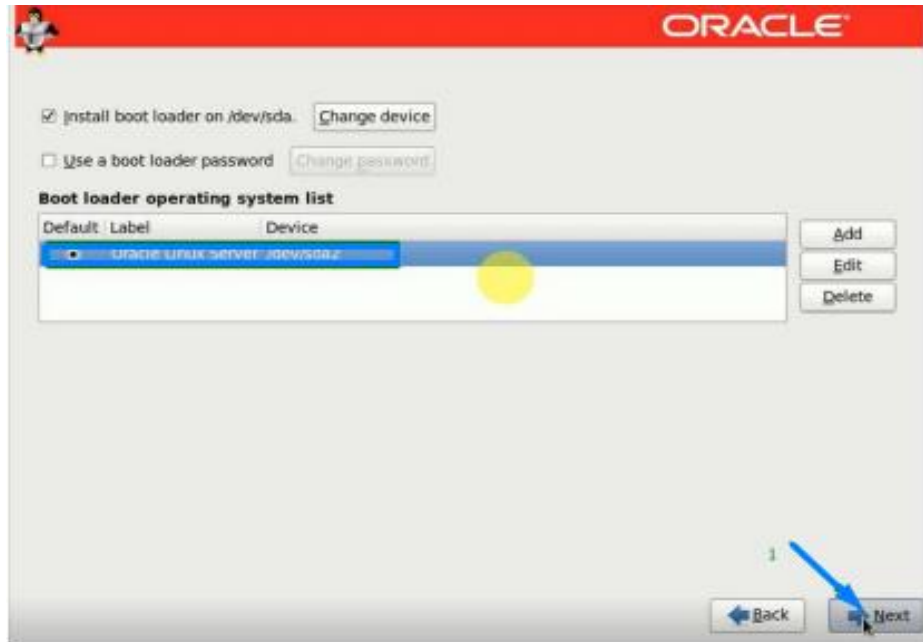 ORACLE
Install boot loader on /dev/sda. Change device
Use a boot loader password Change password
Boot loader operating system list
Default Label Device
Oracle Linux Server /dev/sda2
Add
Edit
Delete
1
Back Next